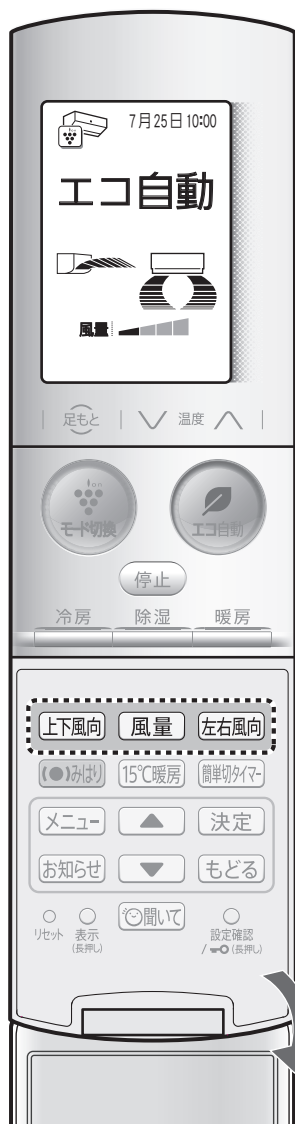 7月25日 10:00
エコ自動
風量
足もと 温度
ion
モード切換 エコ自動
停止
冷房 除湿 暖房
上下風向 風量 左右風向
みはり 15℃暖房 簡単切タイマー
メニュー ▲ 決定
お知らせ ▼ もどる
聞いて
リセット 表示 設定確認
(長押し) / (長押し)